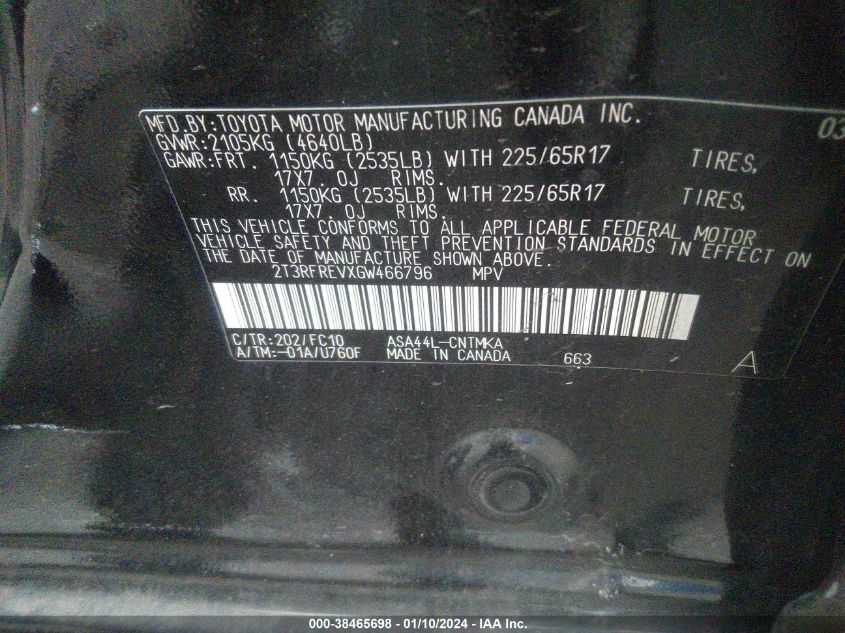 MFD.BY:TOYOTA MOTOR MANUFACTURING CANADA INC. 03
GVWR:2105KG (4640LB)
GAWR:FRT. 1150KG (2535LB) WITH 225/65R17 TIRES,
17X7.0J RIMS.
RR. 1150KG (2535LB) WITH 225/65R17 TIRES,
17X7.0J RIMS.
THIS VEHICLE CONFORMS TO ALL APPLICABLE FEDERAL MOTOR
VEHICLE SAFETY AND THEFT PREVENTION STANDARDS IN EFFECT ON
THE DATE OF MANUFACTURE SHOWN ABOVE.
2T3RFREVXGW466796 MPV
C/TR:202/FC10 ASA44L-CNTMKA
A/TM:-01A/U760F MADE IN CANADA 663 A
000-38465698 - 01/10/2024 - IAA Inc.